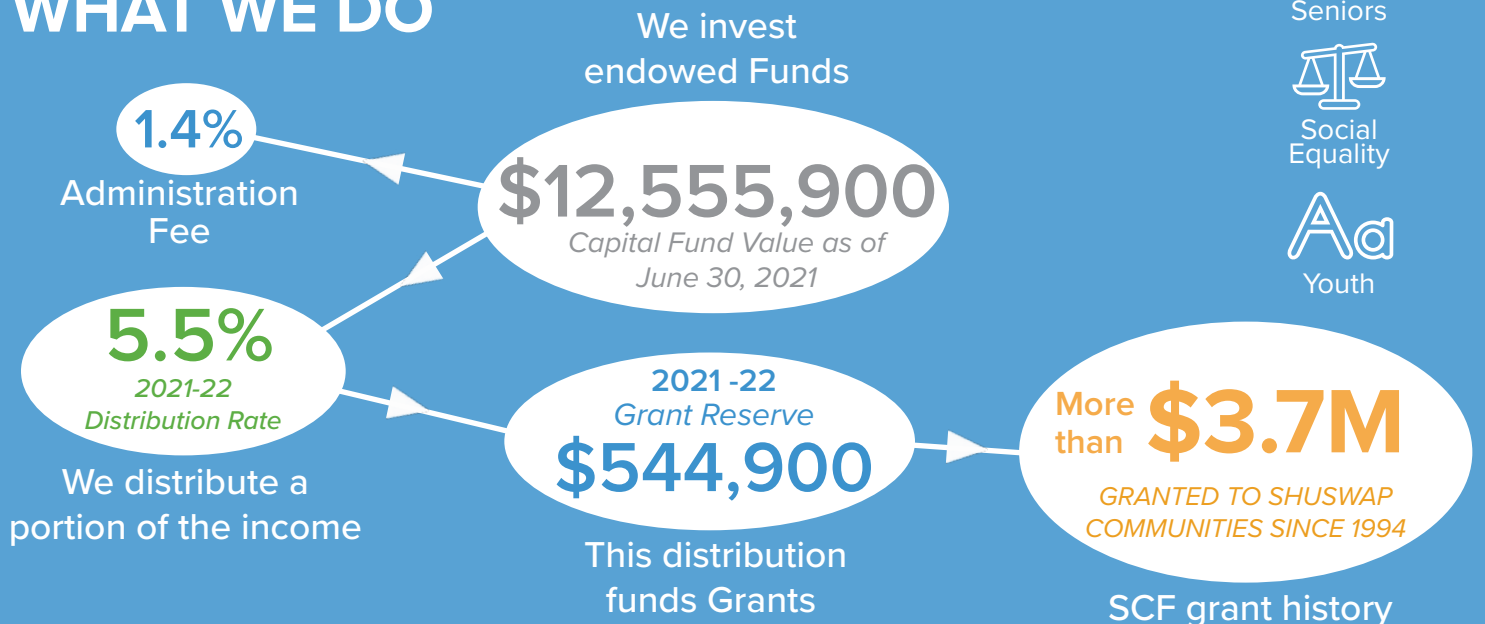 WHAT WE DO
We invest
endowed Funds
$12,555,900
Capital Fund Value as of
June 30, 2021
1.4%
Administration
Fee
5.5%
2021-22
Distribution Rate
We distribute a
portion of the income
2021 -22
Grant Reserve
$544,900
This distribution
funds Grants
More
than $3.7M
GRANTED TO SHUSWAP
COMMUNITIES SINCE 1994
SCF grant history
Seniors
Social
Equality
Aa
Youth